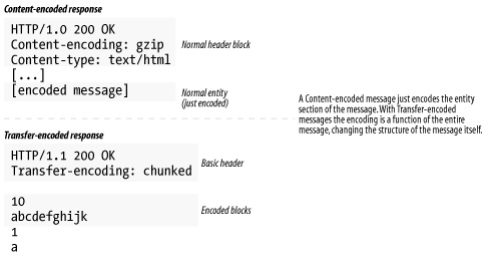 Content-encoded response
HTTP/1.0 200 OK
Content-encoding: gzip
Content-type: text/html
[...]
[encoded message]
Normal header block
Normal entity
(just encoded)
A Content-encoded message just encodes the entity
section of the message. With Transfer-encoded
messages the encoding is a function of the entire
message, changing the structure of the message itself.
Transfer-encoded response
HTTP/1.1 200 OK
Transfer-encoding: chunked
Basic header
10
abcdefghijk
1
a
Encoded blocks